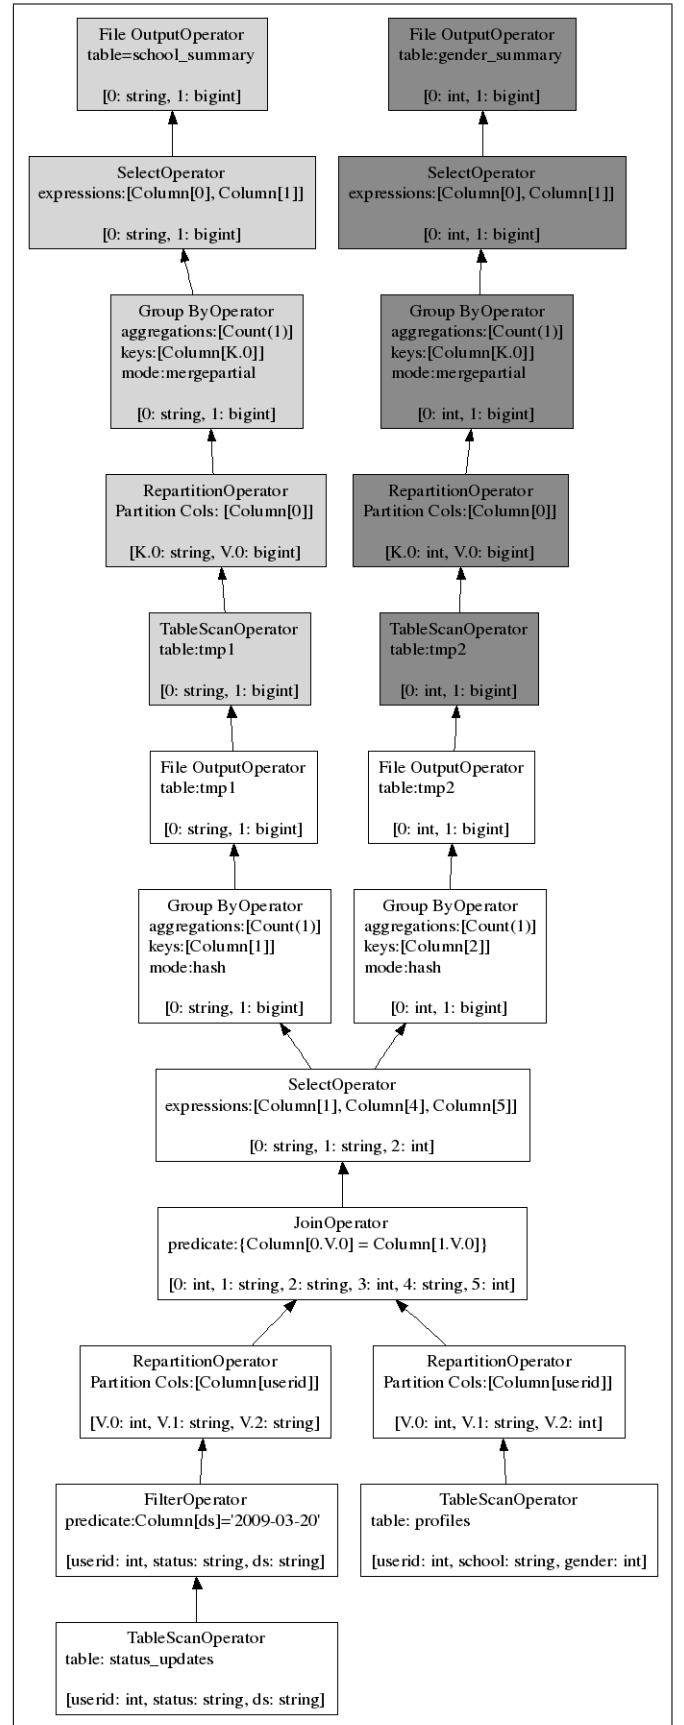 File OutputOperator
table=school_summary
[0: string, 1: bigint]
File OutputOperator
table:gender_summary
[0: int, 1: bigint]
SelectOperator
expressions:[Column[0], Column[1]]
[0: string, 1: bigint]
SelectOperator
expressions:[Column[0], Column[1]]
[0: int, 1: bigint]
Group ByOperator
aggregations:[Count(1)]
keys:[Column[K.0]]
mode:mergepartial
[0: string, 1: bigint]
Group ByOperator
aggregations:[Count(1)]
keys:[Column[K.0]]
mode:mergepartial
[0: int, 1: bigint]
RepartitionOperator
Partition Cols: [Column[0]]
[K.0: string, V.0: bigint]
RepartitionOperator
Partition Cols:[Column[0]]
[K.0: int, V.0: bigint]
TableScanOperator
table:tmp1
[0: string, 1: bigint]
TableScanOperator
table:tmp2
[0: int, 1: bigint]
File OutputOperator
table:tmp1
[0: string, 1: bigint]
File OutputOperator
table:tmp2
[0: int, 1: bigint]
Group ByOperator
aggregations:[Count(1)]
keys:[Column[1]]
mode:hash
[0: string, 1: bigint]
Group ByOperator
aggregations:[Count(1)]
keys:[Column[2]]
mode:hash
[0: int, 1: bigint]
SelectOperator
expressions:[Column[1], Column[4], Column[5]]
[0: string, 1: string, 2: int]
JoinOperator
predicate:{Column[0.V.0] = Column[1.V.0]}
[0: int, 1: string, 2: string, 3: int, 4: string, 5: int]
RepartitionOperator
Partition Cols:[Column[userid]]
[V.0: int, V.1: string, V.2: string]
RepartitionOperator
Partition Cols:[Column[userid]]
[V.0: int, V.1: string, V.2: int]
FilterOperator
predicate:Column[ds]='2009-03-20'
[userid: int, status: string, ds: string]
TableScanOperator
table: profiles
[userid: int, school: string, gender: int]
TableScanOperator
table: status_updates
[userid: int, status: string, ds: string]